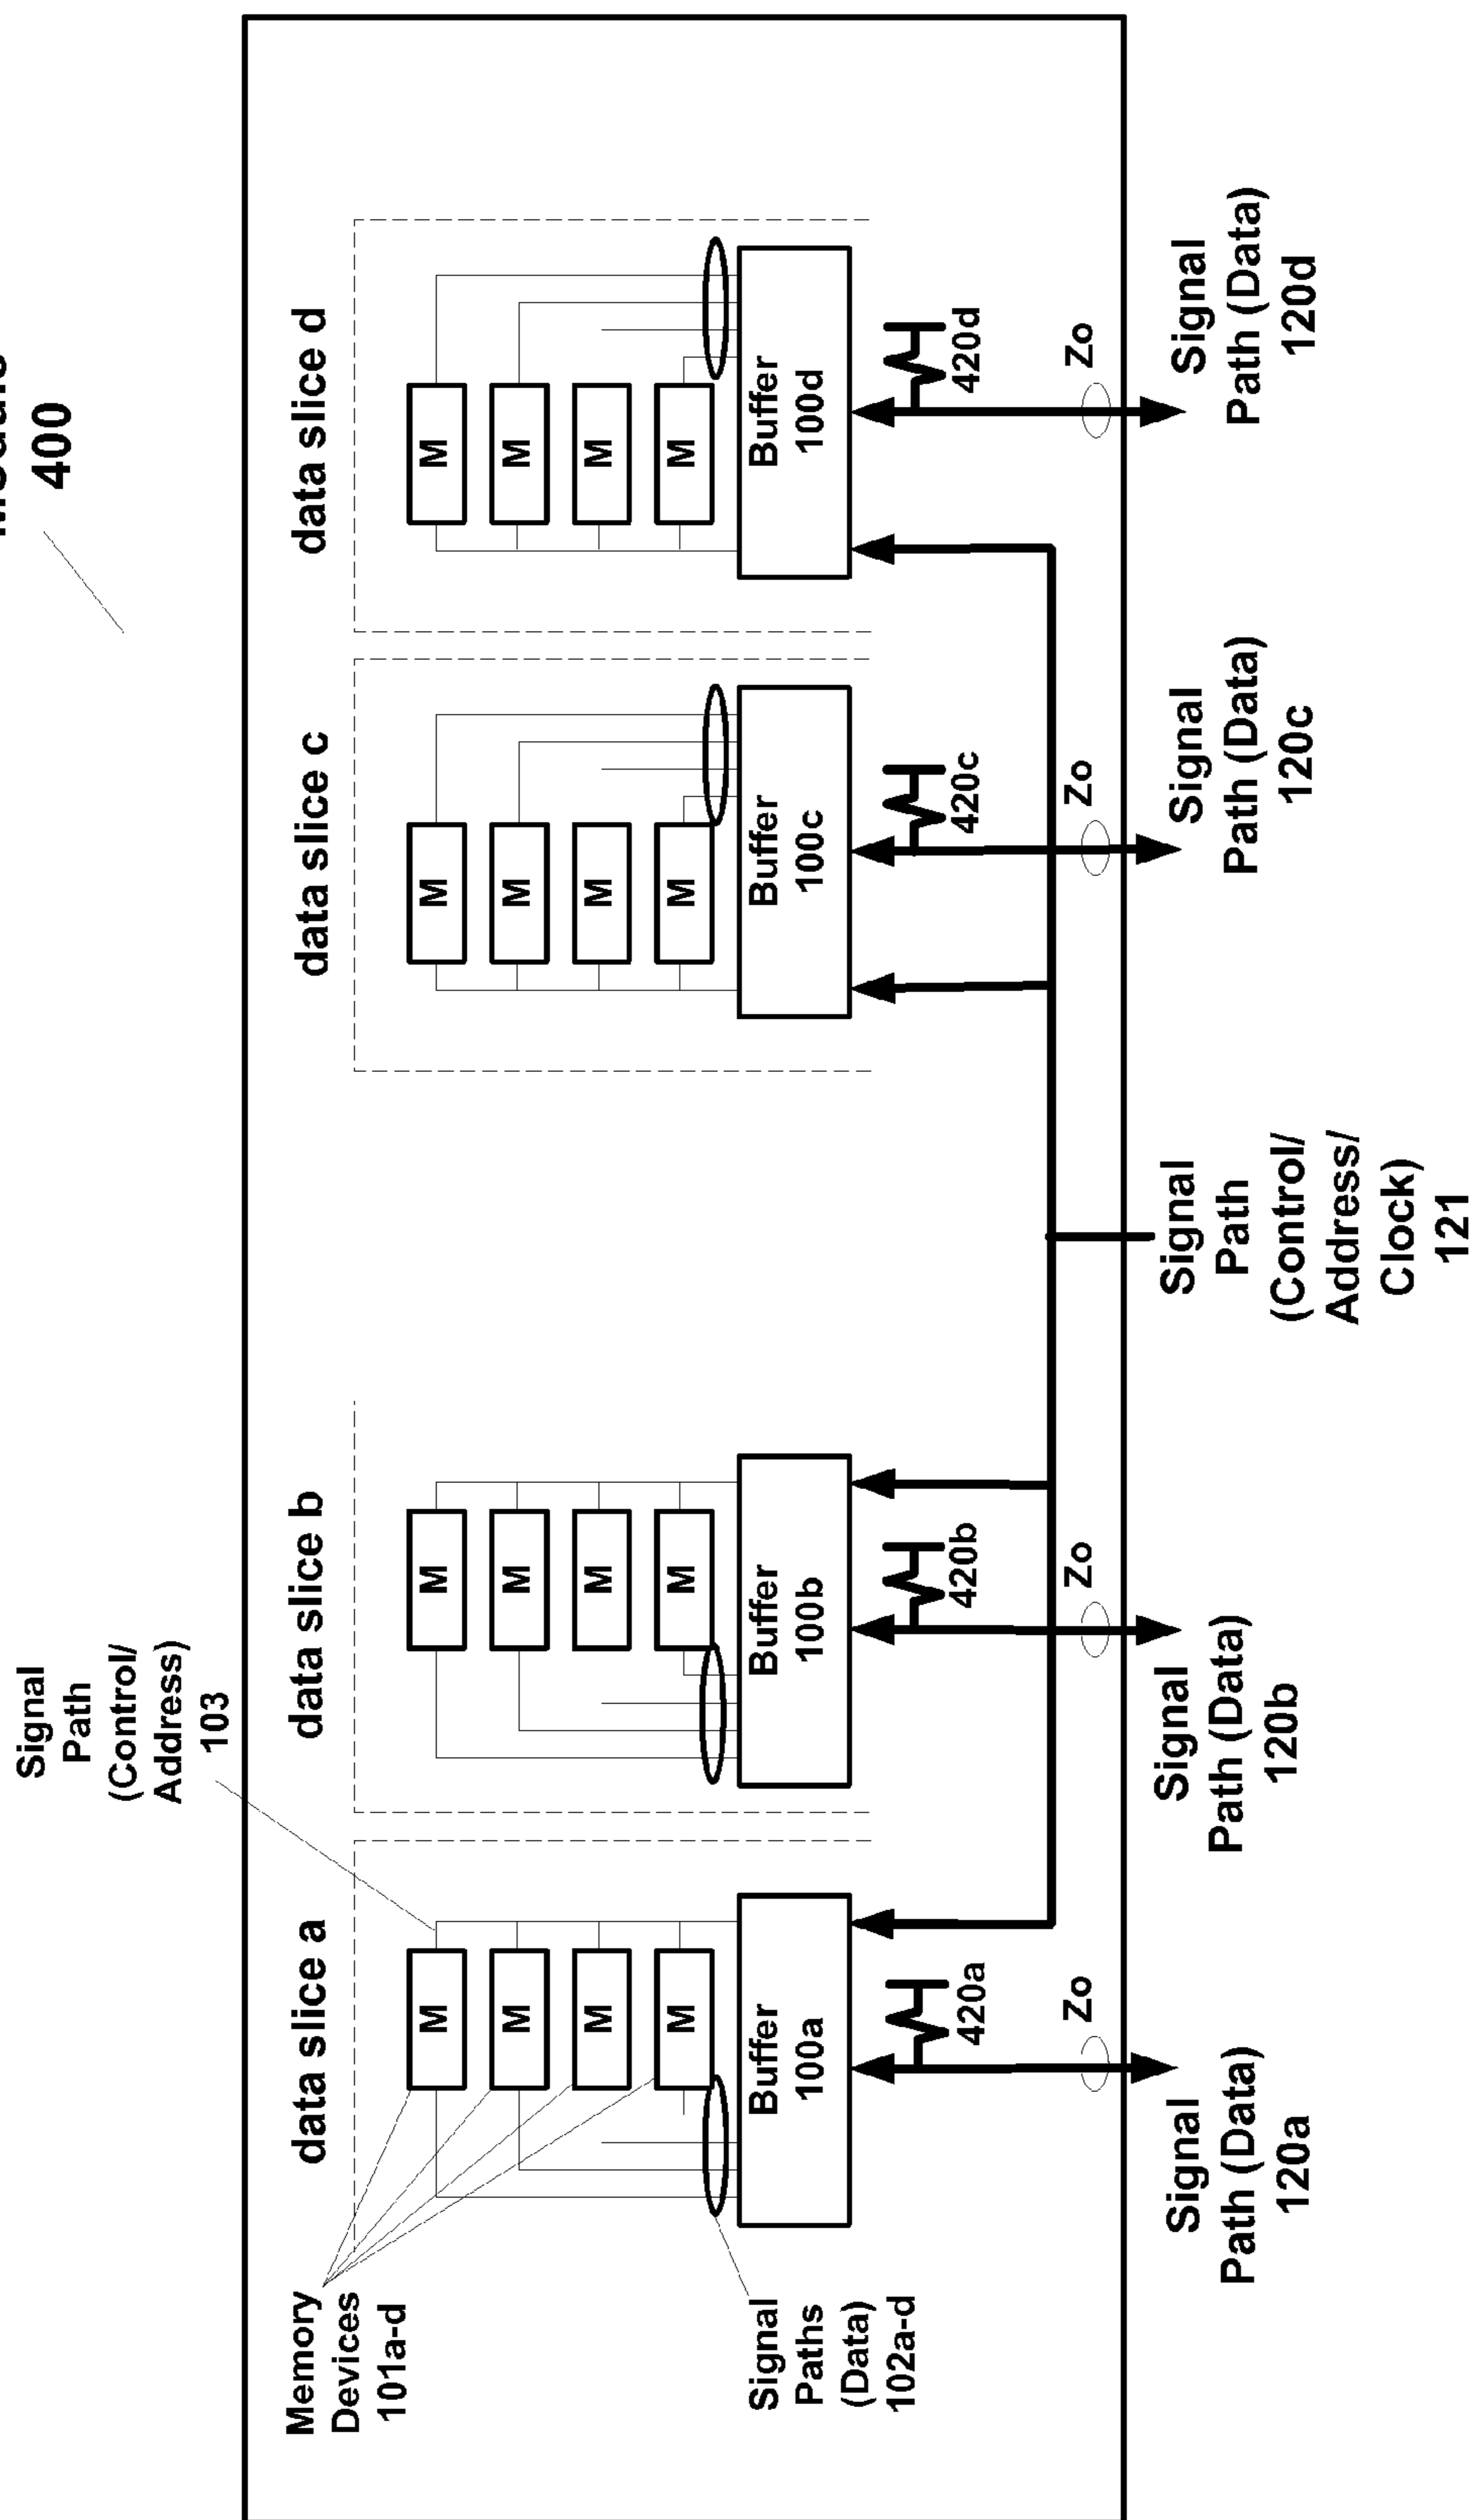 Signal
Path
(Control/
Address)
103
400
Memory
Devices
101a-d
data slice a
M
M
M
M
Buffer
100a
420a
Zo
Signal
Paths
(Data)
102a-d
data slice b
M
M
M
M
Buffer
100b
420b
Zo
data slice c
M
M
M
M
Buffer
100c
420c
Zo
data slice d
M
M
M
M
Buffer
100d
420d
Zo
Signal
Path (Data)
120a
Signal
Path (Data)
120b
Signal
Path
(Control/
Address/
Clock)
121
Signal
Path (Data)
120c
Signal
Path (Data)
120d